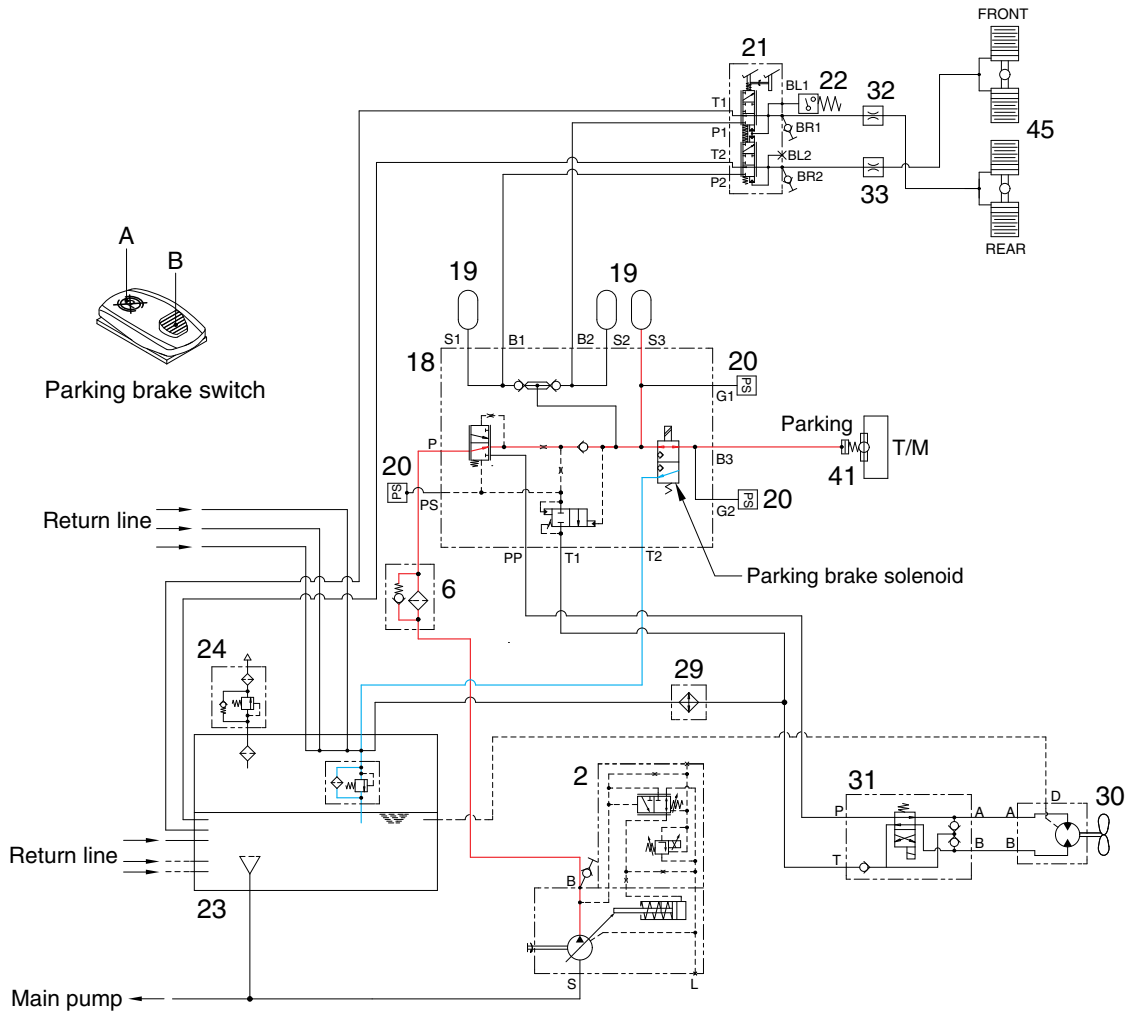 FRONT
21
BL1
22
32
T1
P1
BR1
45
T2
BL2
P2
BR2
33
REAR
A
B
Parking brake switch
19
19
S1
B1
B2
S2
S3
18
20
PS
G1
P
Parking
T/M
B3
41
20
PS
PS
20
PS
G2
Return line
PP
T1
T2
Parking brake solenoid
6
24
29
2
31
30
D
P
A
A
B
B
T
Return line
B
23
S
L
Main pump